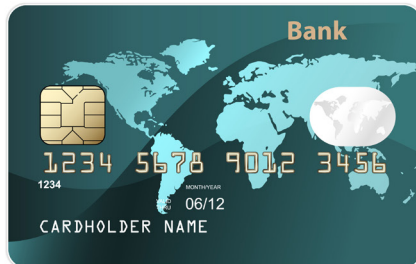 Bank
1234 5678 9012 3456
1234
MONTH/YEAR
06/12
CARDHOLDER NAME